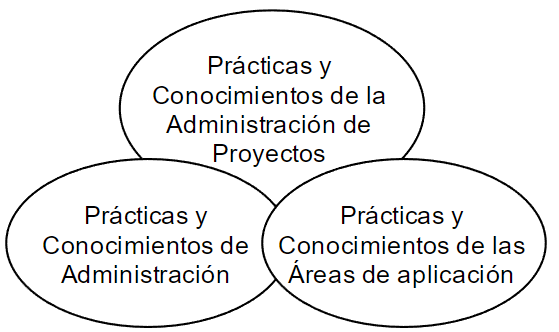 Prácticas y
Conocimientos de la
Administración de
Proyectos
Prácticas y
Conocimientos de
Administración
Prácticas y
Conocimientos de las
Áreas de aplicación